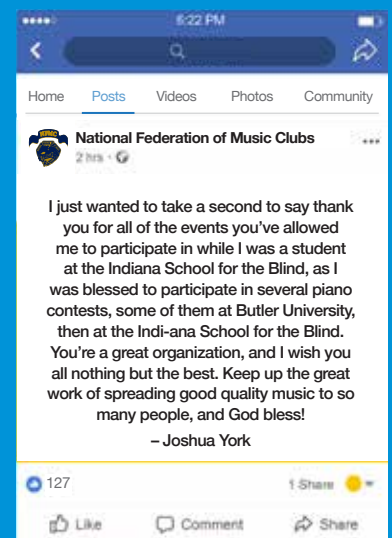 6:22 PM
Home Posts Videos Photos Community
National Federation of Music Clubs
2 hrs
I just wanted to take a second to say thank
you for all of the events you’ve allowed
me to participate in while I was a student
at the Indiana School for the Blind, as I
was blessed to participate in several piano
contests, some of them at Butler University,
then at the Indi-ana School for the Blind.
You’re a great organization, and I wish you
all nothing but the best. Keep up the great
work of spreading good quality music to so
many people, and God bless!
– Joshua York
127 1 Share
Like Comment Share